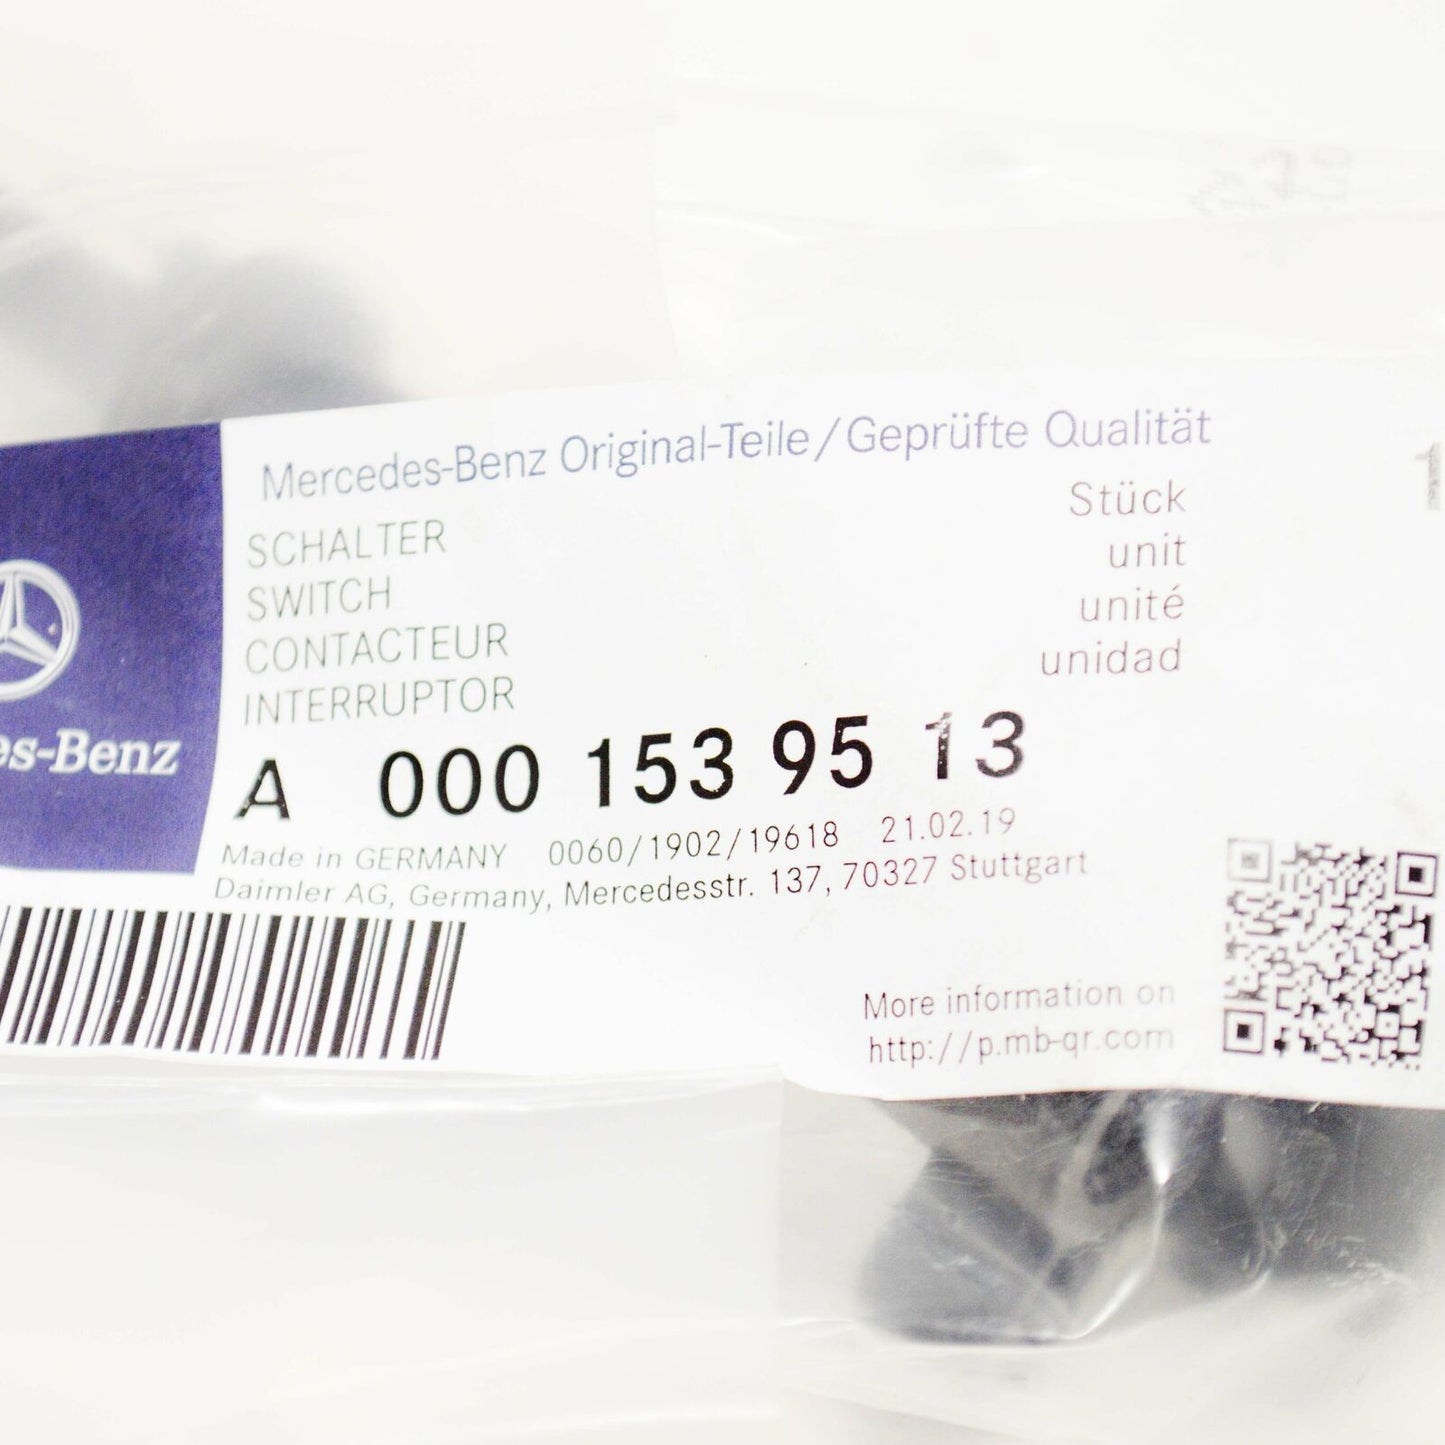 Mercedes-Benz Original-Teile/Geprüfte Qualität
SCHALTER
SWITCH
CONTACTEUR
INTERRUPTOR
Stück
unit
unité
unidad
es-Benz
A 000 153 95 13
Made in GERMANY 0060/1902/19618 21.02.19
Daimler AG, Germany, Mercedesstr. 137, 70327 Stuttgart
More information on
http://p.mb-qr.com